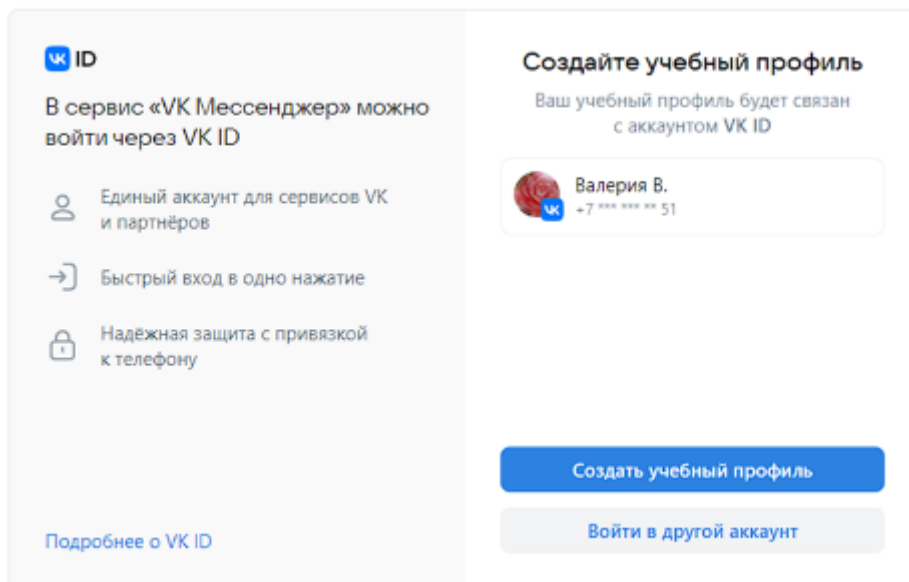 VK ID
В сервис «VK Мессенджер» можно
войти через VK ID
Единый аккаунт для сервисов VK
и партнёров
Быстрый вход в одно нажатие
Надёжная защита с привязкой
к телефону
Подробнее о VK ID
Создайте учебный профиль
Ваш учебный профиль будет связан
с аккаунтом VK ID
Валерия В.
VK
+7 *** *** ** 51
Создать учебный профиль
Войти в другой аккаунт